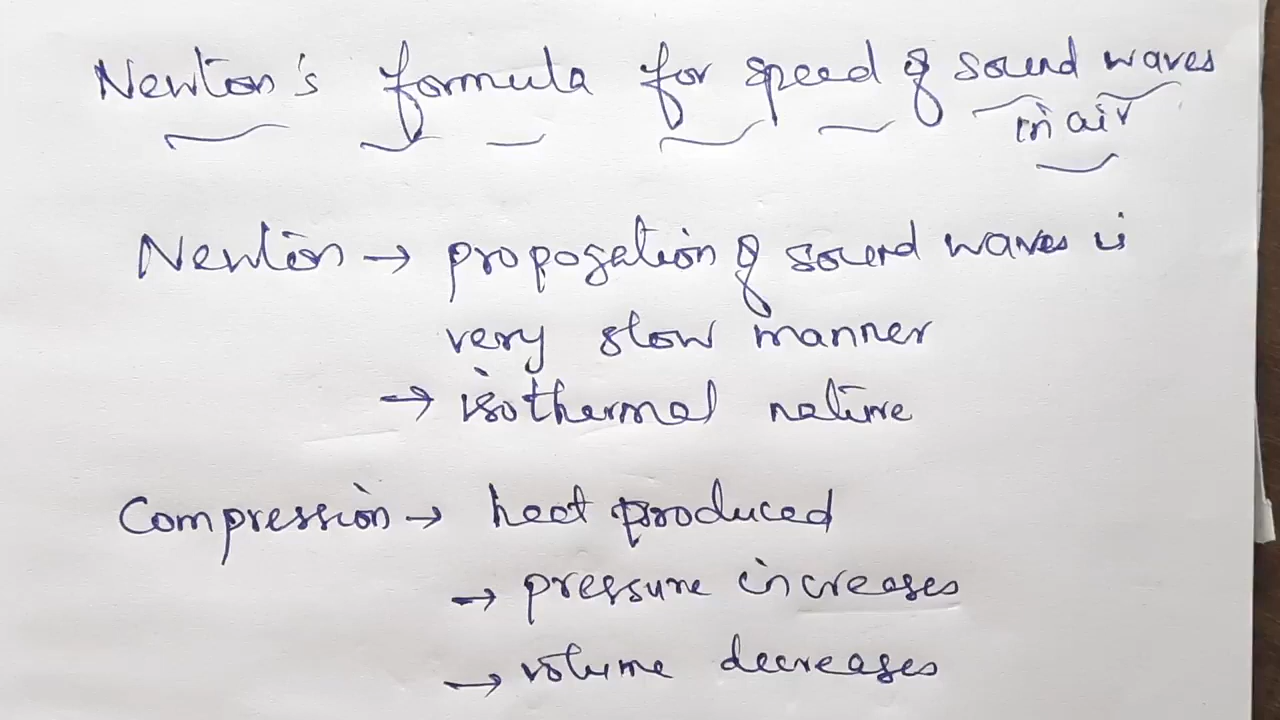 Newton's formula for speed of sound waves
in air
Newton → propogation of sound waves is
very slow manner
→ isothermal nature
Compression → heat produced
→ pressure increases
→ volume decreases